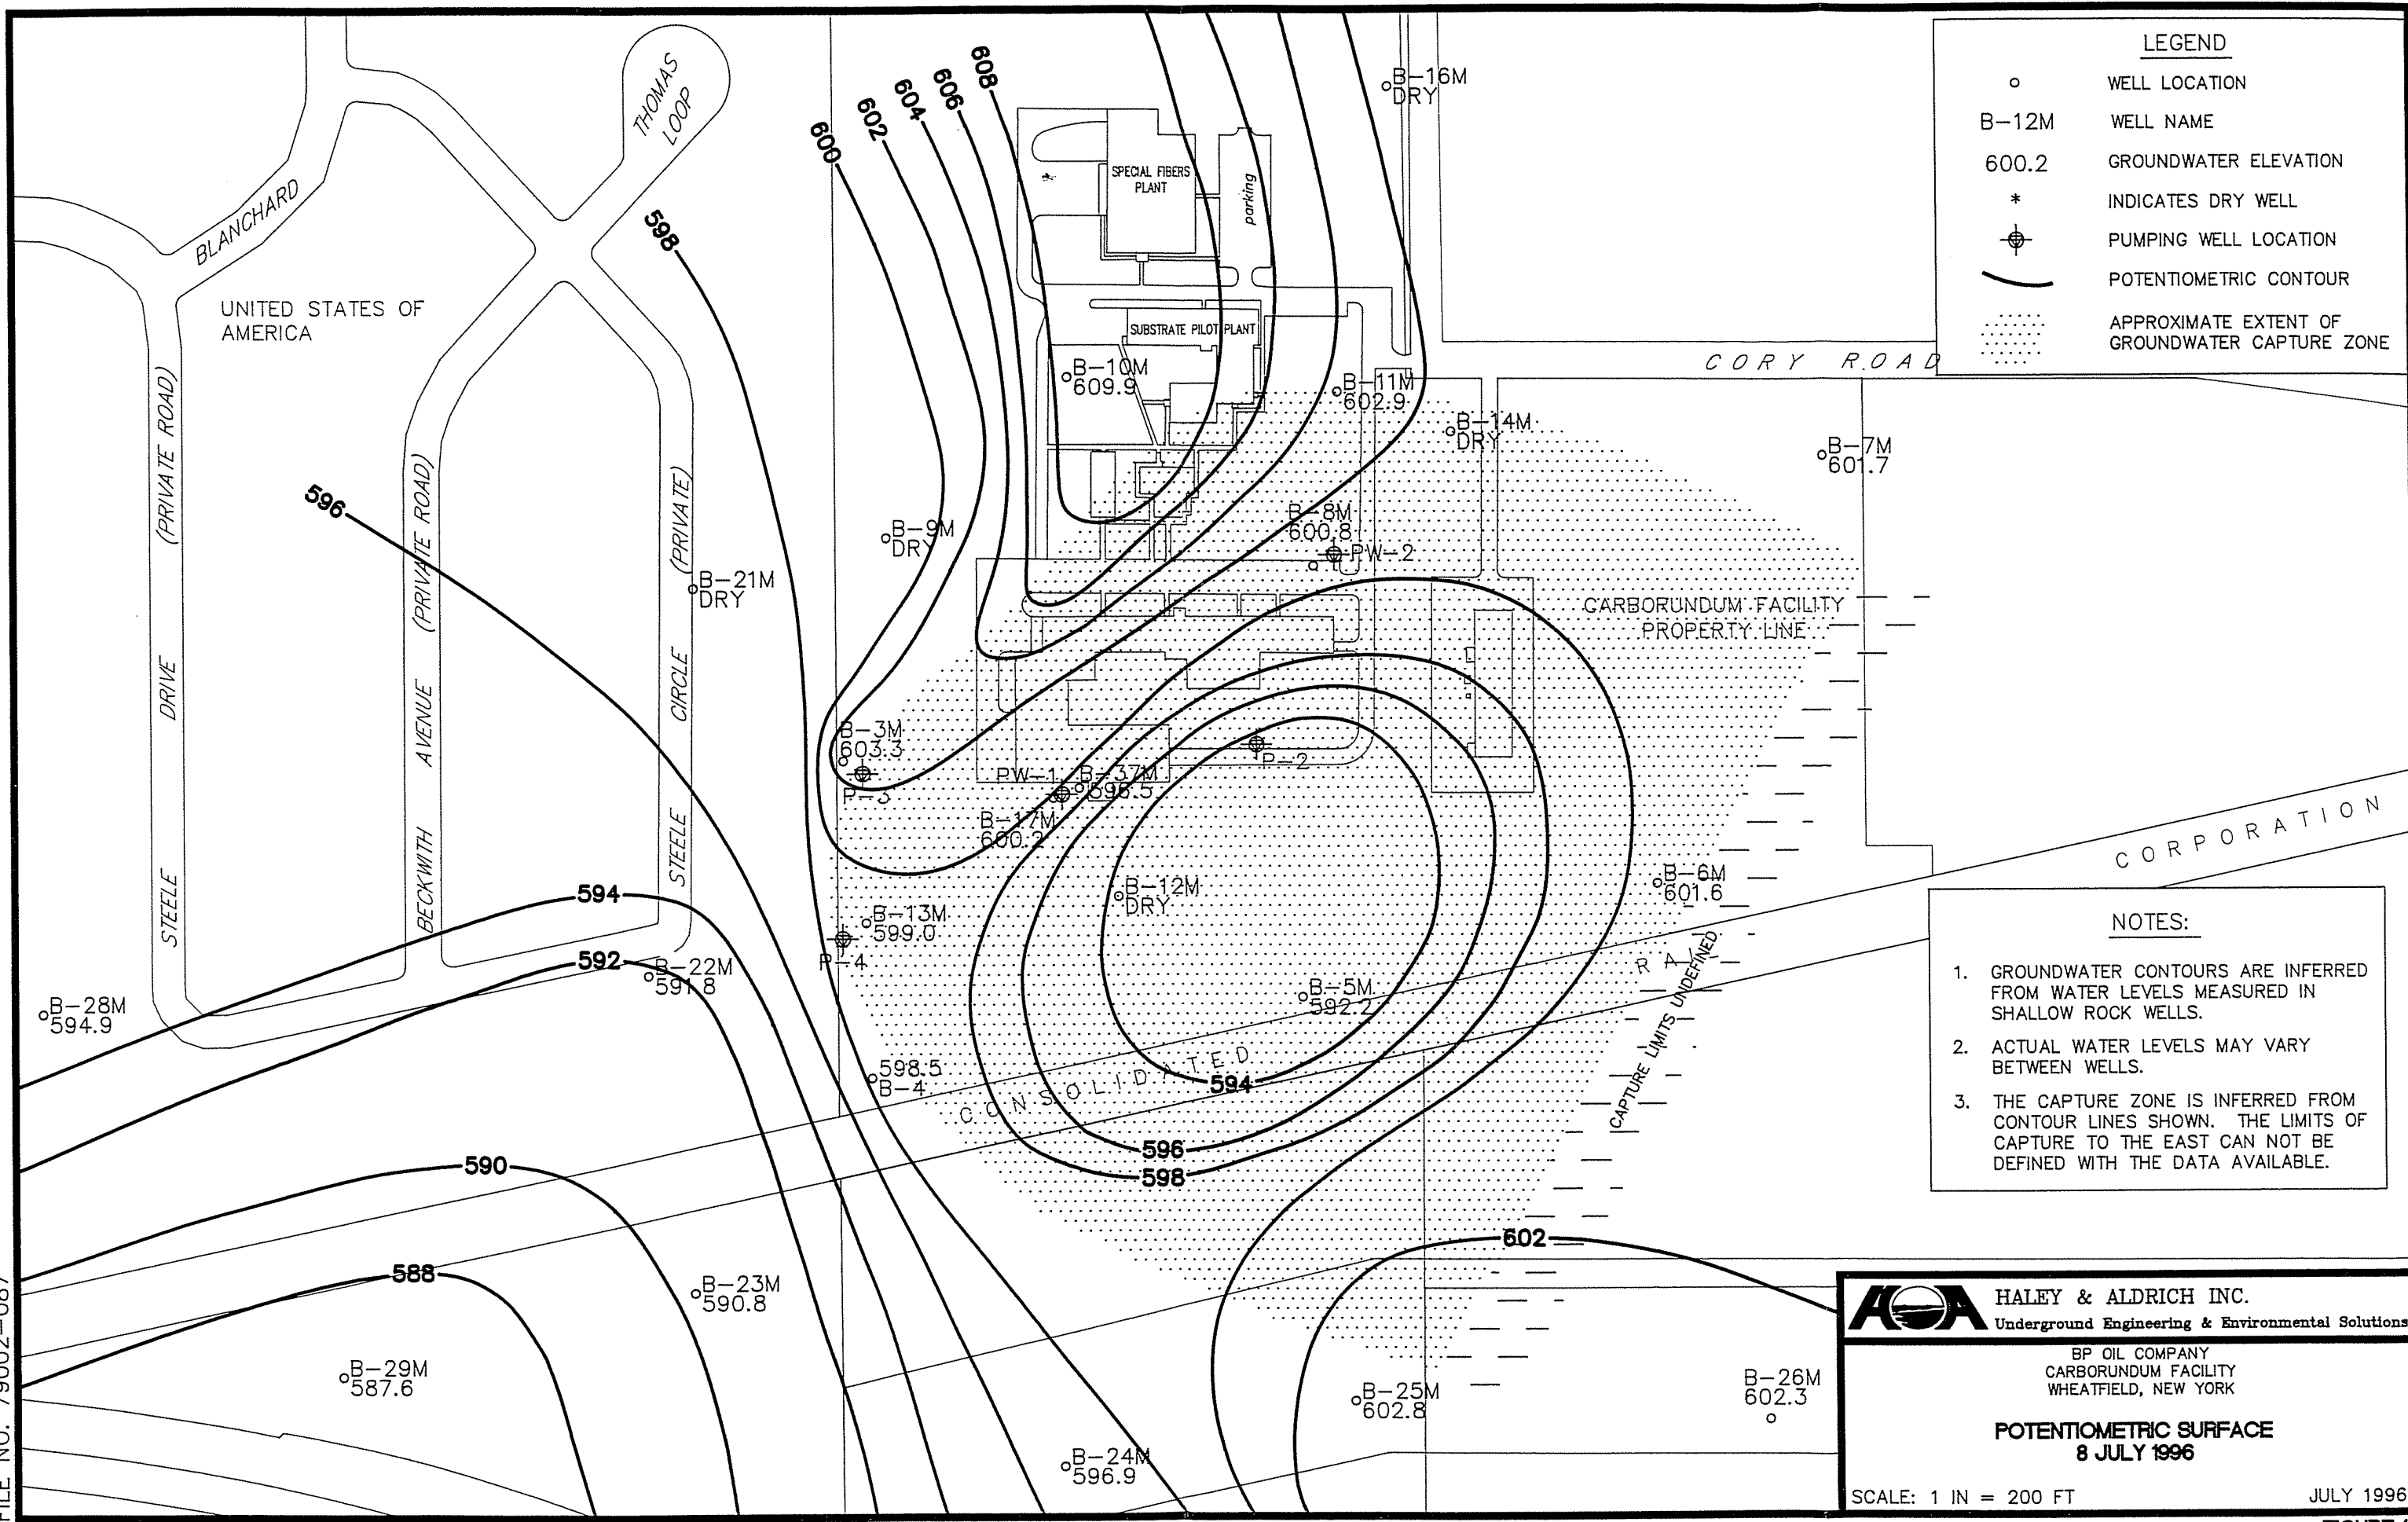 LEGEND
WELL LOCATION
B-12M WELL NAME
600.2 GROUNDWATER ELEVATION
* INDICATES DRY WELL
PUMPING WELL LOCATION
POTENTIOMETRIC CONTOUR
APPROXIMATE EXTENT OF
GROUNDWATER CAPTURE ZONE
THOMAS
LOOP
BLANCHARD
UNITED STATES OF
AMERICA
STEELE DRIVE (PRIVATE ROAD)
BECKWITH AVENUE (PRIVATE ROAD)
STEELE CIRCLE (PRIVATE)
600
602
604
606
608
598
596
SPECIAL FIBERS
PLANT
parking
SUBSTRATE PILOT PLANT
B-16M
DRY
B-10M
609.9
B-11M
602.9
B-14M
DRY
CORY ROAD
B-7M
601.7
B-9M
DRY
B-8M
600.8
PW-2
B-21M
DRY
CARBORUNDUM FACILITY
PROPERTY LINE
B-3M
603.3
P-3
PW-1
B-37M
596.5
P-2
B-17M
600.2
B-12M
DRY
B-6M
601.6
B-13M
599.0
P-4
594
592
B-22M
591.8
B-28M
594.9
B-5M
592.2
598.5
B-4
CONSOLIDATED RAIL CORPORATION
CAPTURE LIMITS UNDEFINED
594
596
598
590
588
602
B-23M
590.8
B-29M
587.6
B-24M
596.9
B-25M
602.8
B-26M
602.3
NOTES:
1. GROUNDWATER CONTOURS ARE INFERRED
FROM WATER LEVELS MEASURED IN
SHALLOW ROCK WELLS.
2. ACTUAL WATER LEVELS MAY VARY
BETWEEN WELLS.
3. THE CAPTURE ZONE IS INFERRED FROM
CONTOUR LINES SHOWN. THE LIMITS OF
CAPTURE TO THE EAST CAN NOT BE
DEFINED WITH THE DATA AVAILABLE.
HALEY & ALDRICH INC.
Underground Engineering & Environmental Solutions
BP OIL COMPANY
CARBORUNDUM FACILITY
WHEATFIELD, NEW YORK
POTENTIOMETRIC SURFACE
8 JULY 1996
SCALE: 1 IN = 200 FT JULY 1996